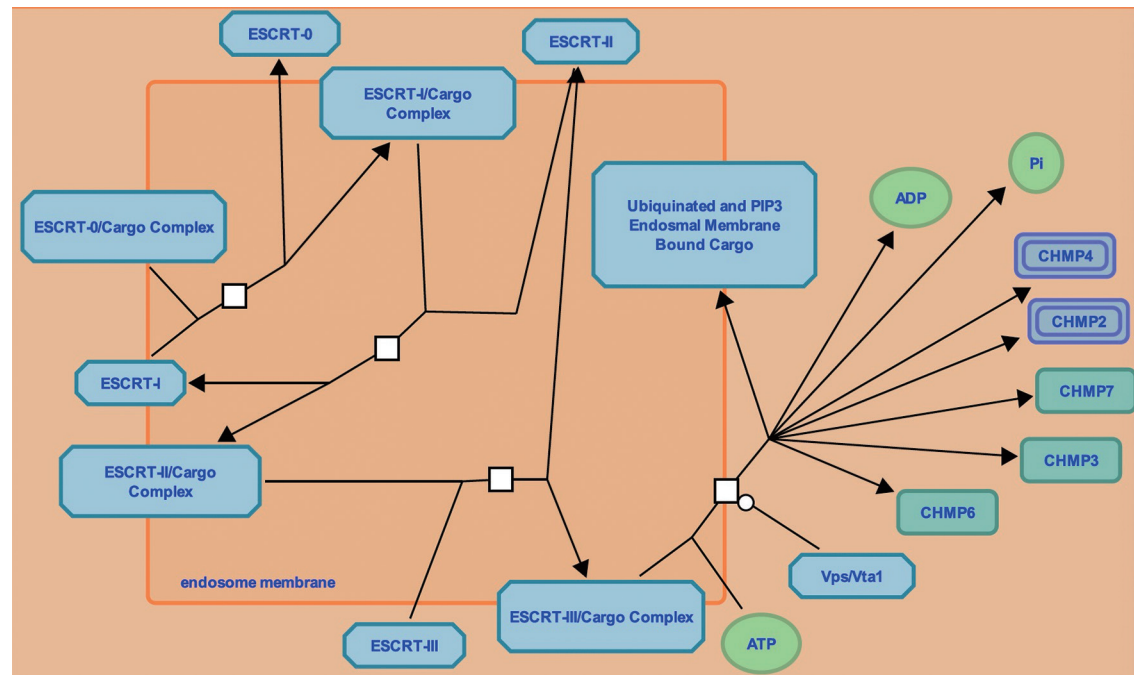 ESCRT-0
ESCRT-II
ESCRT-I/Cargo
Complex
Pi
ADP
Ubiquinated and PIP3
Endosmal Membrane
Bound Cargo
ESCRT-0/Cargo Complex
CHMP4
CHMP2
ESCRT-I
CHMP7
CHMP3
ESCRT-II/Cargo
Complex
CHMP6
endosome membrane
Vps/Vta1
ESCRT-III/Cargo Complex
ESCRT-III
ATP